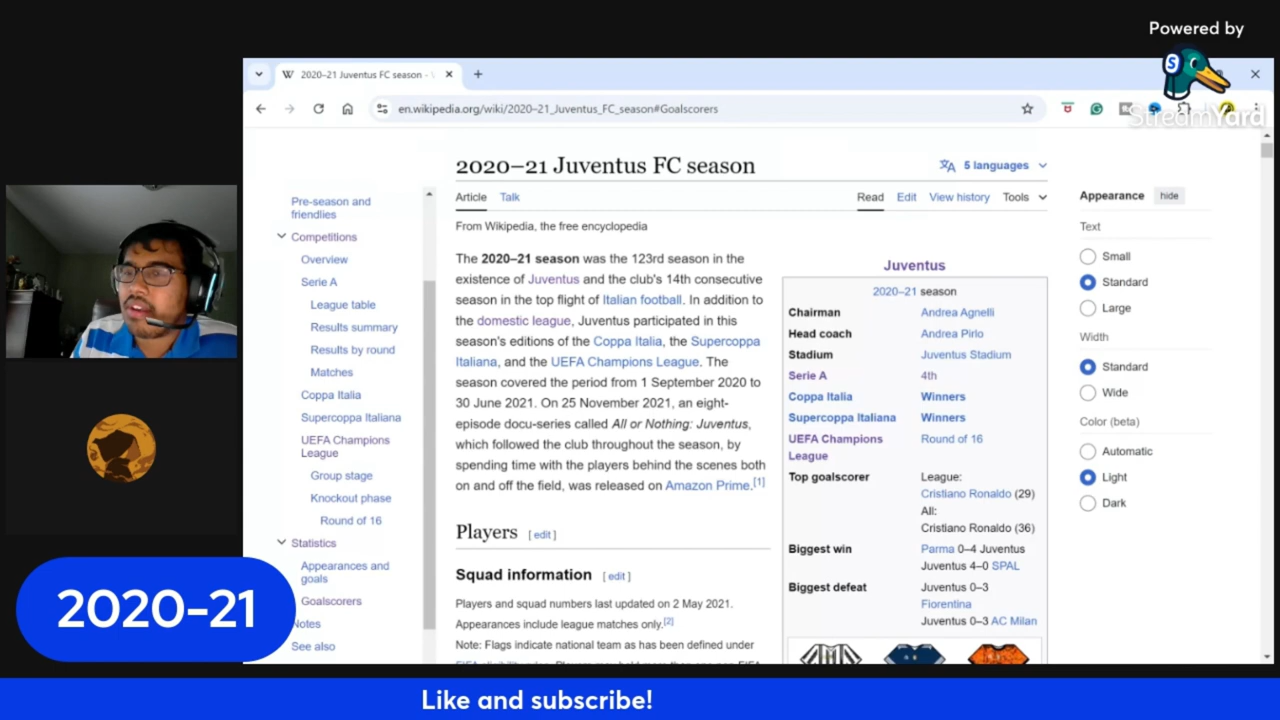 Powered by
StreamYard
2020–21 Juventus FC season -
en.wikipedia.org/wiki/2020–21_Juventus_FC_season#Goalscorers
2020–21 Juventus FC season
5 languages
Article
Talk
Read
Edit
View history
Tools
From Wikipedia, the free encyclopedia
Pre-season and
friendlies
Competitions
Overview
Serie A
League table
Results summary
Results by round
Matches
Coppa Italia
Supercoppa Italiana
UEFA Champions
League
Group stage
Knockout phase
Round of 16
Statistics
Appearances and
goals
Goalscorers
Notes
See also
The 2020–21 season was the 123rd season in the
existence of Juventus and the club's 14th consecutive
season in the top flight of Italian football. In addition to
the domestic league, Juventus participated in this
season's editions of the Coppa Italia, the Supercoppa
Italiana, and the UEFA Champions League. The
season covered the period from 1 September 2020 to
30 June 2021. On 25 November 2021, an eight-
episode docu-series called All or Nothing: Juventus,
which followed the club throughout the season, by
spending time with the players behind the scenes both
on and off the field, was released on Amazon Prime.[1]
Players [ edit ]
Squad information [ edit ]
Players and squad numbers last updated on 2 May 2021.
Appearances include league matches only.[2]
Note: Flags indicate national team as has been defined under
Juventus
2020–21 season
Chairman Andrea Agnelli
Head coach Andrea Pirlo
Stadium Juventus Stadium
Serie A 4th
Coppa Italia Winners
Supercoppa Italiana Winners
UEFA Champions Round of 16
League
Top goalscorer League:
Cristiano Ronaldo (29)
All:
Cristiano Ronaldo (36)
Biggest win Parma 0–4 Juventus
Juventus 4–0 SPAL
Biggest defeat Juventus 0–3
Fiorentina
Juventus 0–3 AC Milan
Appearance hide
Text
Small
Standard
Large
Width
Standard
Wide
Color (beta)
Automatic
Light
Dark
2020-21
Like and subscribe!